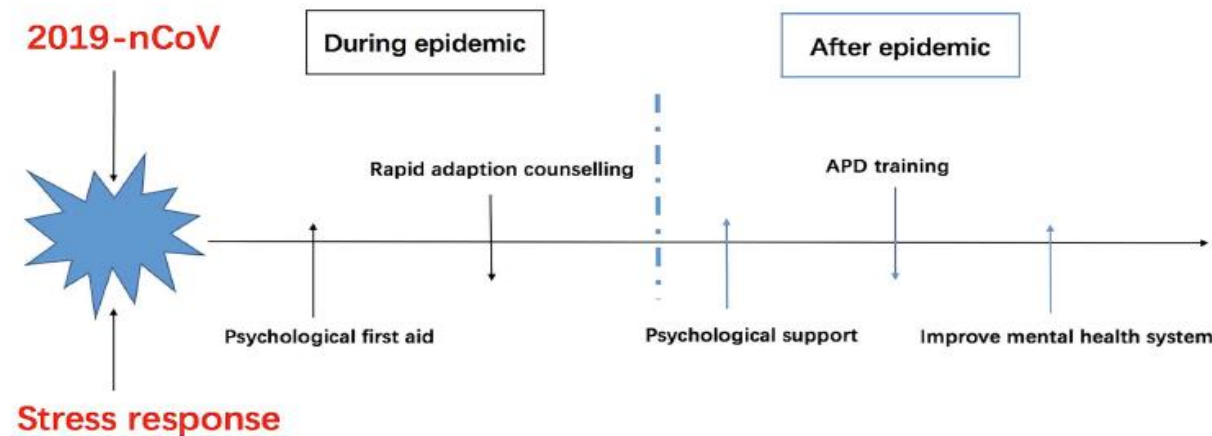 2019-nCoV
During epidemic
After epidemic
Rapid adaption counselling
APD training
Psychological first aid
Psychological support
Improve mental health system
Stress response